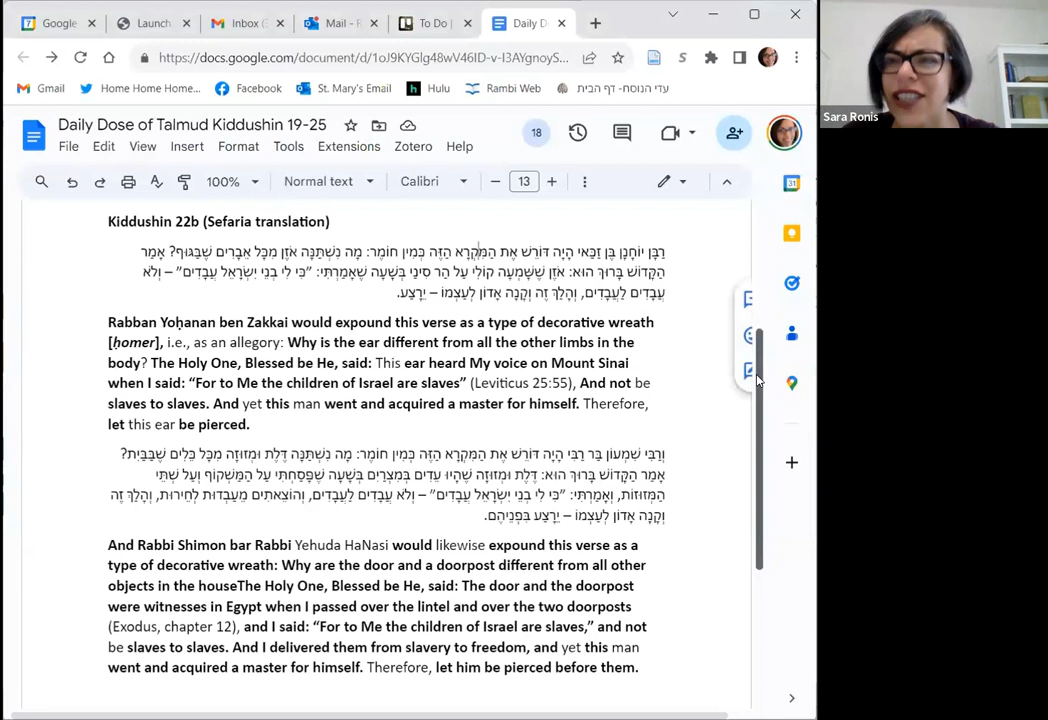 Google
Launch
Inbox (
Mail - R
To Do |
Daily D
https://docs.google.com/document/d/1oJ9KYGlg48wV46ID-v-I3AYgnoyS...
Gmail
Twitter
Home Home Home...
Facebook
St. Mary's Email
Hulu
Rambi Web
עדי הנוסח- דף הבית
Sara Ronis
Daily Dose of Talmud Kiddushin 19-25
18
File Edit View Insert Format Tools Extensions Zotero Help
100% Normal text Calibri 13
31
Kiddushin 22b (Sefaria translation)
רַבָּן יוֹחָנָן בֶּן זַכַּאי הָיָה דּוֹרֵשׁ אֶת הַמִּקְרָא הַזֶּה כְּמִין חוֹמֶר: מָה נִשְׁתַּנָּה אֹזֶן מִכׇּל אֵבָרִים שֶׁבַּגּוּף? אָמַר
הַקָּדוֹשׁ בָּרוּךְ הוּא: אֹזֶן שֶׁשָּׁמְעָה קוֹלִי עַל הַר סִינַי בְּשָׁעָה שֶׁאָמַרְתִּי: ״כִּי לִי בְנֵי יִשְׂרָאֵל עֲבָדִים״ – וְלֹא
עֲבָדִים לַעֲבָדִים, וְהָלַךְ זֶה וְקָנָה אָדוֹן לְעַצְמוֹ – יֵרָצַע.
Rabban Yoḥanan ben Zakkai would expound this verse as a type of decorative wreath
[ḥomer], i.e., as an allegory: Why is the ear different from all the other limbs in the
body? The Holy One, Blessed be He, said: This ear heard My voice on Mount Sinai
when I said: “For to Me the children of Israel are slaves” (Leviticus 25:55), And not be
slaves to slaves. And yet this man went and acquired a master for himself. Therefore,
let this ear be pierced.
וְרַבִּי שִׁמְעוֹן בַּר רַבִּי הָיָה דּוֹרֵשׁ אֶת הַמִּקְרָא הַזֶּה כְּמִין חוֹמֶר: מָה נִשְׁתַּנָּה דֶּלֶת וּמְזוּזָה מִכׇּל כֵּלִים שֶׁבַּבַּיִת?
אָמַר הַקָּדוֹשׁ בָּרוּךְ הוּא: דֶּלֶת וּמְזוּזָה שֶׁהָיוּ עֵדִים בְּמִצְרַיִם בְּשָׁעָה שֶׁפָּסַחְתִּי עַל הַמַּשְׁקוֹף וְעַל שְׁתֵּי
הַמְּזוּזוֹת, וְאָמַרְתִּי: ״כִּי לִי בְנֵי יִשְׂרָאֵל עֲבָדִים״ – וְלֹא עֲבָדִים לַעֲבָדִים, וְהוֹצֵאתִים מֵעַבְדוּת לְחֵירוּת, וְהָלַךְ זֶה
וְקָנָה אָדוֹן לְעַצְמוֹ – יֵרָצַע בִּפְנֵיהֶם.
And Rabbi Shimon bar Rabbi Yehuda HaNasi would likewise expound this verse as a
type of decorative wreath: Why are the door and a doorpost different from all other
objects in the houseThe Holy One, Blessed be He, said: The door and the doorpost
were witnesses in Egypt when I passed over the lintel and over the two doorposts
(Exodus, chapter 12), and I said: “For to Me the children of Israel are slaves,” and not
be slaves to slaves. And I delivered them from slavery to freedom, and yet this man
went and acquired a master for himself. Therefore, let him be pierced before them.